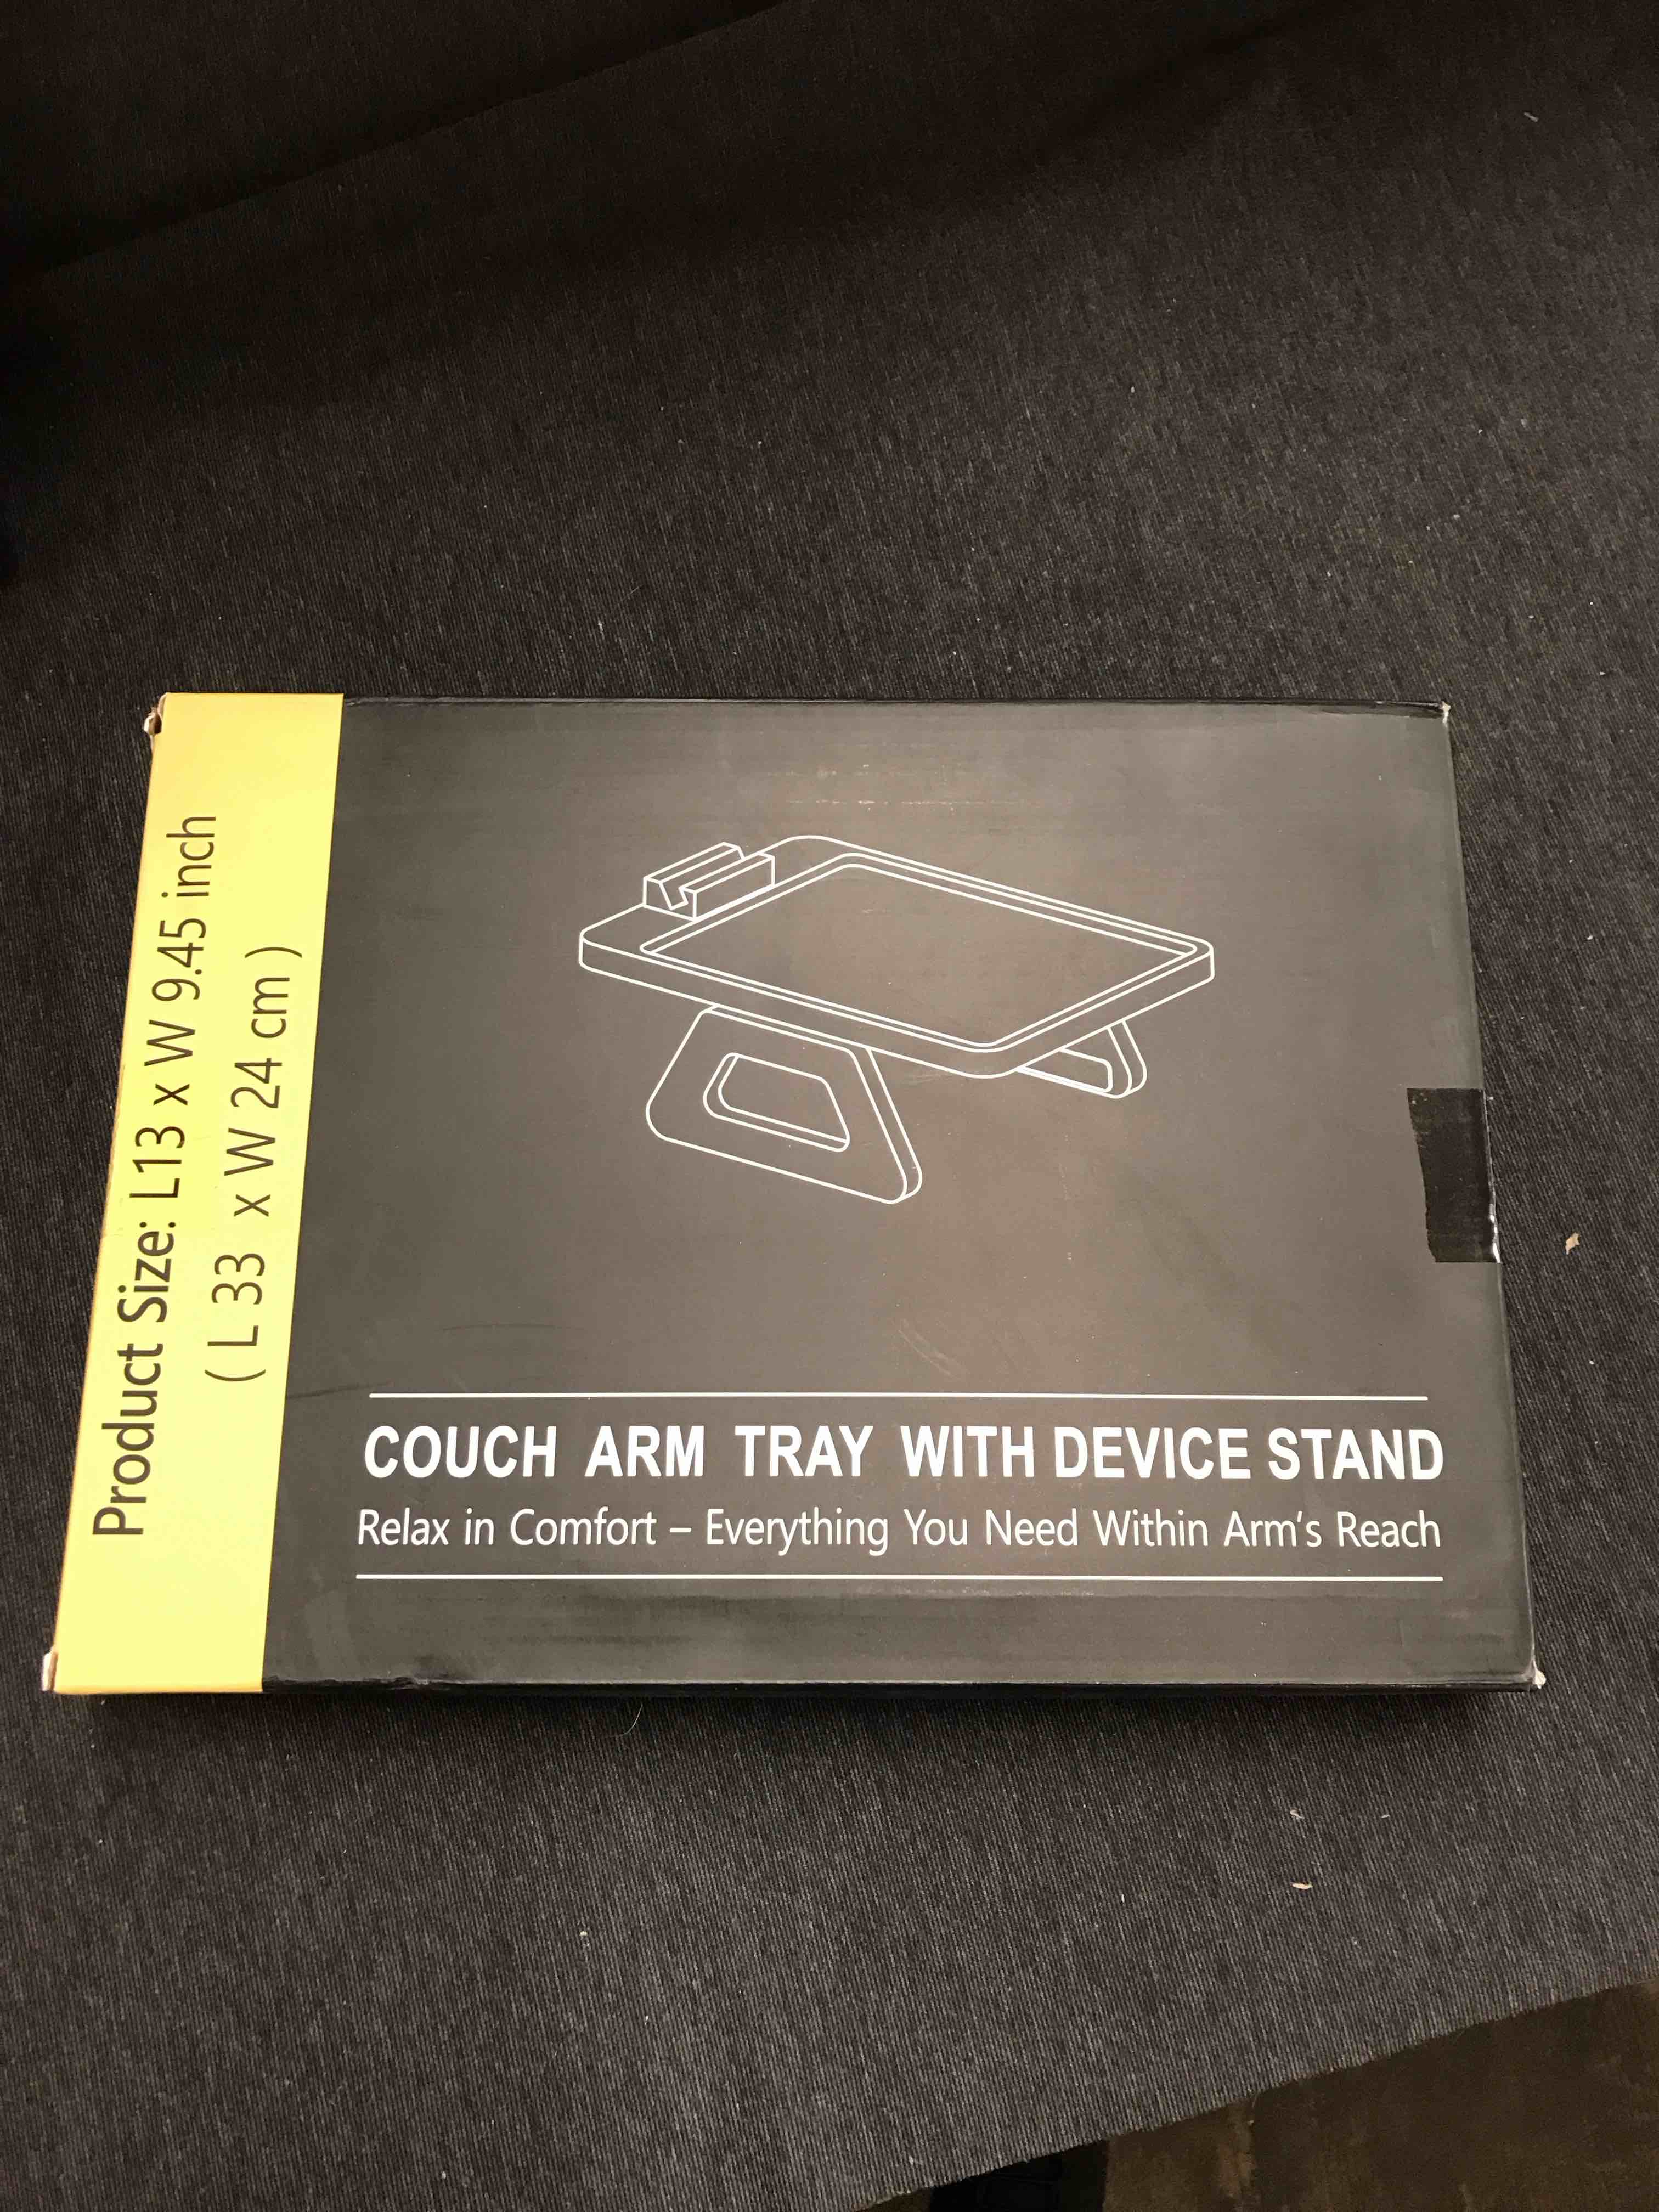 Product Size: L13 x W 9.45 inch
( L 33 x W 24 cm )
COUCH ARM TRAY WITH DEVICE STAND
Relax in Comfort – Everything You Need Within Arm's Reach